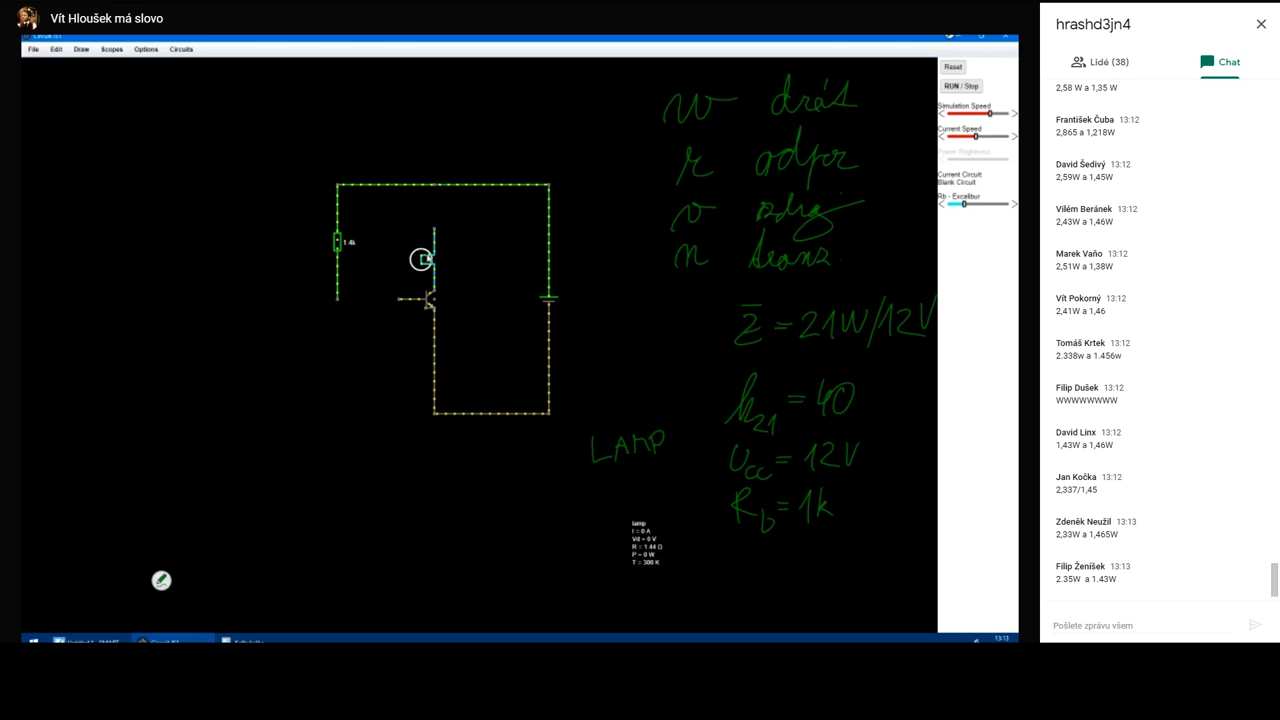 Vít Hloušek má slovo
File Edit Draw Scopes Options Circuits
Reset
RUN / Stop
Simulation Speed
Current Speed
Power Brightness
Current Circuit:
Blank Circuit
Rb - Excalibur
w drát
r odpor
v zdroj
n tranz.
Ž = 21W/12V
h21 = 40
Ucc = 12V
Rb = 1k
1.4k
LAMP
lamp
I = 0 A
Vd = 0 V
R = 1.44 Ω
P = 0 W
T = 300 K
Circuit JS1
13:13
hrashd3jn4
Lidé (38) Chat
2,58 W a 1,35 W
František Čuba 13:12
2,865 a 1,218W
David Šedivý 13:12
2,59W a 1,45W
Vilém Beránek 13:12
2,43W a 1,46W
Marek Vaňo 13:12
2,51W a 1,38W
Vít Pokorný 13:12
2,41W a 1,46
Tomáš Krtek 13:12
2.338w a 1.456w
Filip Dušek 13:12
WWWWWWWW
David Linx 13:12
1,43W a 1,46W
Jan Kočka 13:12
2,337/1,45
Zdeněk Neužil 13:13
2,33W a 1,465W
Filip Ženíšek 13:13
2.35W a 1.43W
Pošlete zprávu všem